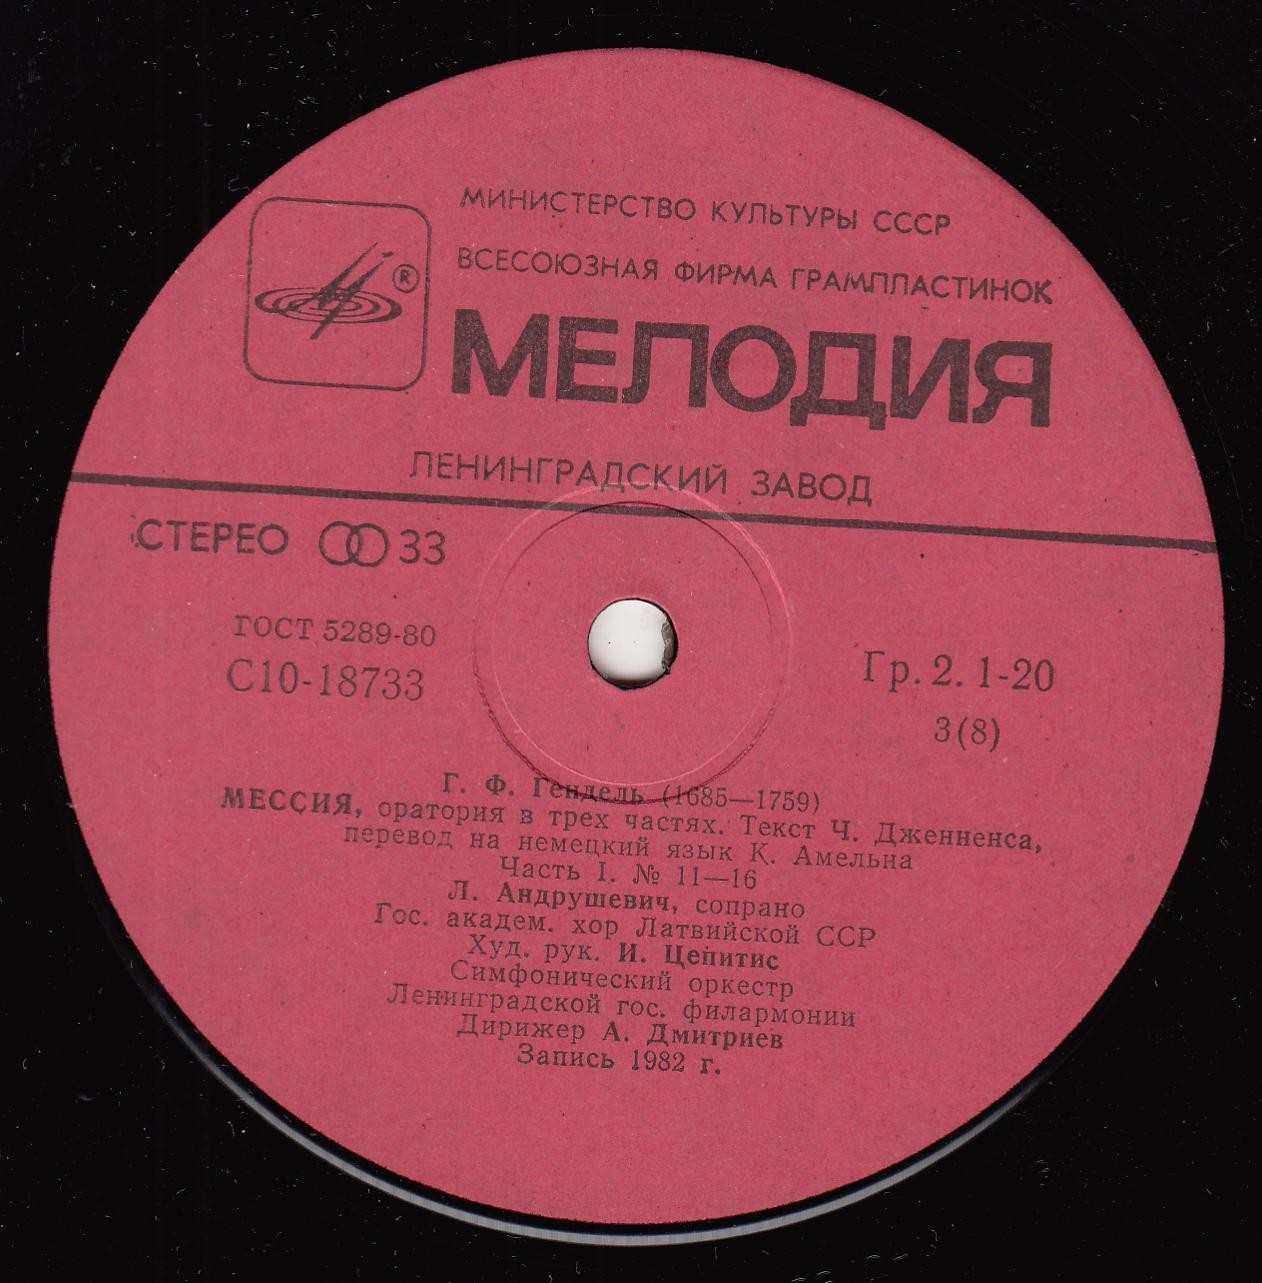 МИНИСТЕРСТВО КУЛЬТУРЫ СССР
ВСЕСОЮЗНАЯ ФИРМА ГРАМПЛАСТИНОК
®
МЕЛОДИЯ
ЛЕНИНГРАДСКИЙ ЗАВОД
СТЕРЕО 33
ГОСТ 5289-80
С10-18733
Гр. 2. 1-20
3(8)
Г. Ф. Гендель (1685—1759)
МЕССИЯ, оратория в трех частях. Текст Ч. Дженненса,
перевод на немецкий язык К. Амельна
Часть I. № 11—16
Л. Андрушевич, сопрано
Гос. академ. хор Латвийской ССР
Худ. рук. И. Цепитис
Симфонический оркестр
Ленинградской гос. филармонии
Дирижер А. Дмитриев
Запись 1982 г.